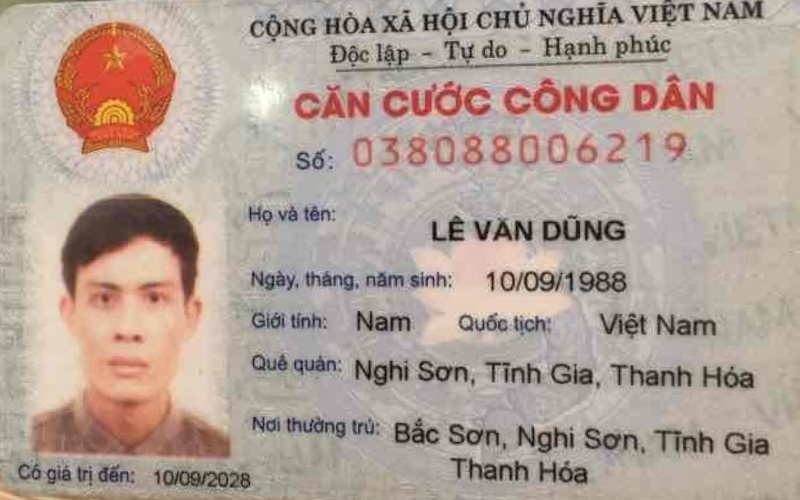 CỘNG HÒA XÃ HỘI CHỦ NGHĨA VIỆT NAM
Độc lập - Tự do - Hạnh phúc
CĂN CƯỚC CÔNG DÂN
Số: 038088006219
Họ và tên:
LÊ VĂN DŨNG
Ngày, tháng, năm sinh: 10/09/1988
Giới tính: Nam Quốc tịch: Việt Nam
Quê quán: Nghi Sơn, Tĩnh Gia, Thanh Hóa
Nơi thường trú: Bắc Sơn, Nghi Sơn, Tĩnh Gia
Thanh Hóa
Có giá trị đến: 10/09/2028